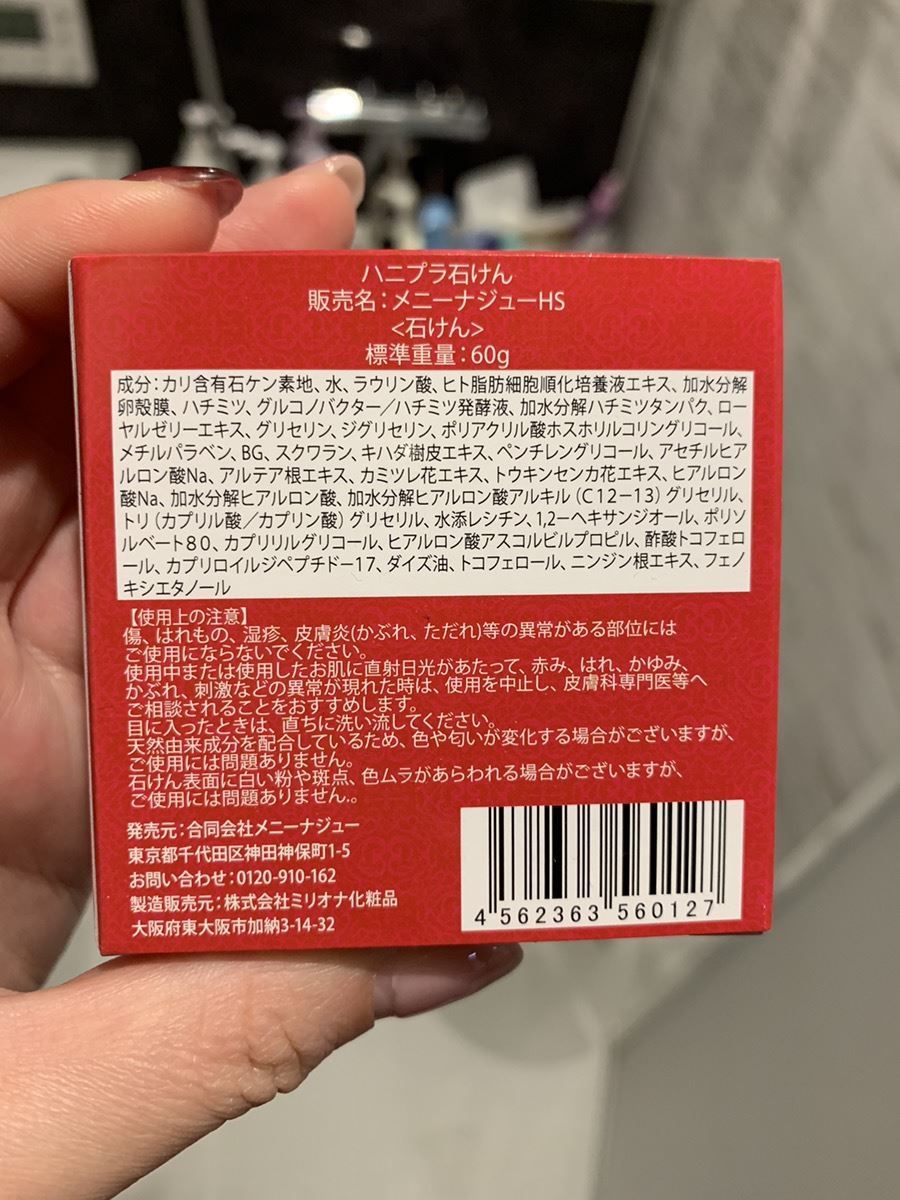 ハニプラ石けん
販売名：メニーナジューHS
<石けん>
標準重量：60g
成分：カリ含有石ケン素地、水、ラウリン酸、ヒト脂肪細胞順化培養液エキス、加水分解
卵殻膜、ハチミツ、グルコノバクター／ハチミツ発酵液、加水分解ハチミツタンパク、ロー
ヤルゼリーエキス、グリセリン、ジグリセリン、ポリアクリル酸ホスホリルコリングリコール、
メチルパラベン、BG、スクワラン、キハダ樹皮エキス、ペンチレングリコール、アセチルヒア
ルロン酸Na、アルテア根エキス、カミツレ花エキス、トウキンセンカ花エキス、ヒアルロン
酸Na、加水分解ヒアルロン酸、加水分解ヒアルロン酸アルキル（C12－13）グリセリル、
トリ（カプリル酸／カプリン酸）グリセリル、水添レシチン、1,2－ヘキサンジオール、ポリソ
ルベート８０、カプリリルグリコール、ヒアルロン酸アスコルビルプロピル、酢酸トコフェロ
ール、カプロイルジペプチド－17、ダイズ油、トコフェロール、ニンジン根エキス、フェノ
キシエタノール
【使用上の注意】
傷、はれもの、湿疹、皮膚炎(かぶれ、ただれ)等の異常がある部位には
ご使用にならないでください。
使用中または使用したお肌に直射日光があたって、赤み、はれ、かゆみ、
かぶれ、刺激などの異常が現れた時は、使用を中止し、皮膚科専門医等へ
ご相談されることをおすすめします。
目に入ったときは、直ちに洗い流してください。
天然由来成分を配合しているため、色や匂いが変化する場合がございますが、
ご使用には問題ありません。
石けん表面に白い粉や斑点、色ムラがあらわれる場合がございますが、
ご使用には問題ありません.。
発売元：合同会社メニーナジュー
東京都千代田区神田神保町1-5
お問い合わせ：0120-910-162
製造販売元：株式会社ミリオナ化粧品
大阪府東大阪市加納3-14-32
4 562363 560127